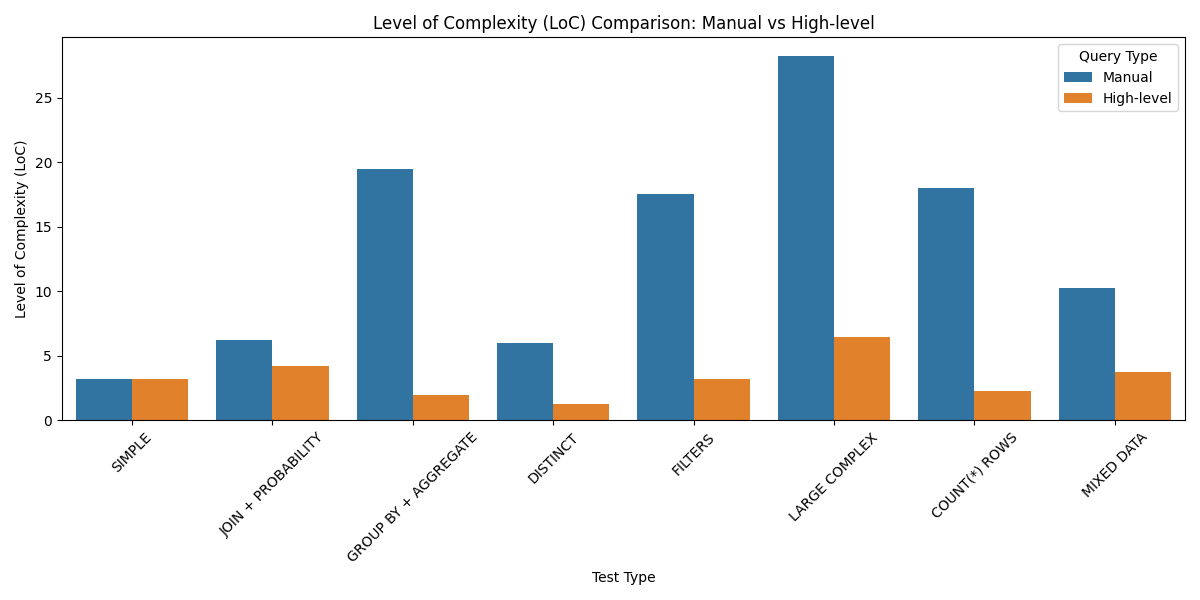 Level of Complexity (LoC) Comparison: Manual vs High-level
Query Type
Manual
High-level
Level of Complexity (LoC)
25
20
15
10
5
0
SIMPLE
JOIN + PROBABILITY
GROUP BY + AGGREGATE
DISTINCT
FILTERS
LARGE COMPLEX
COUNT(*) ROWS
MIXED DATA
Test Type